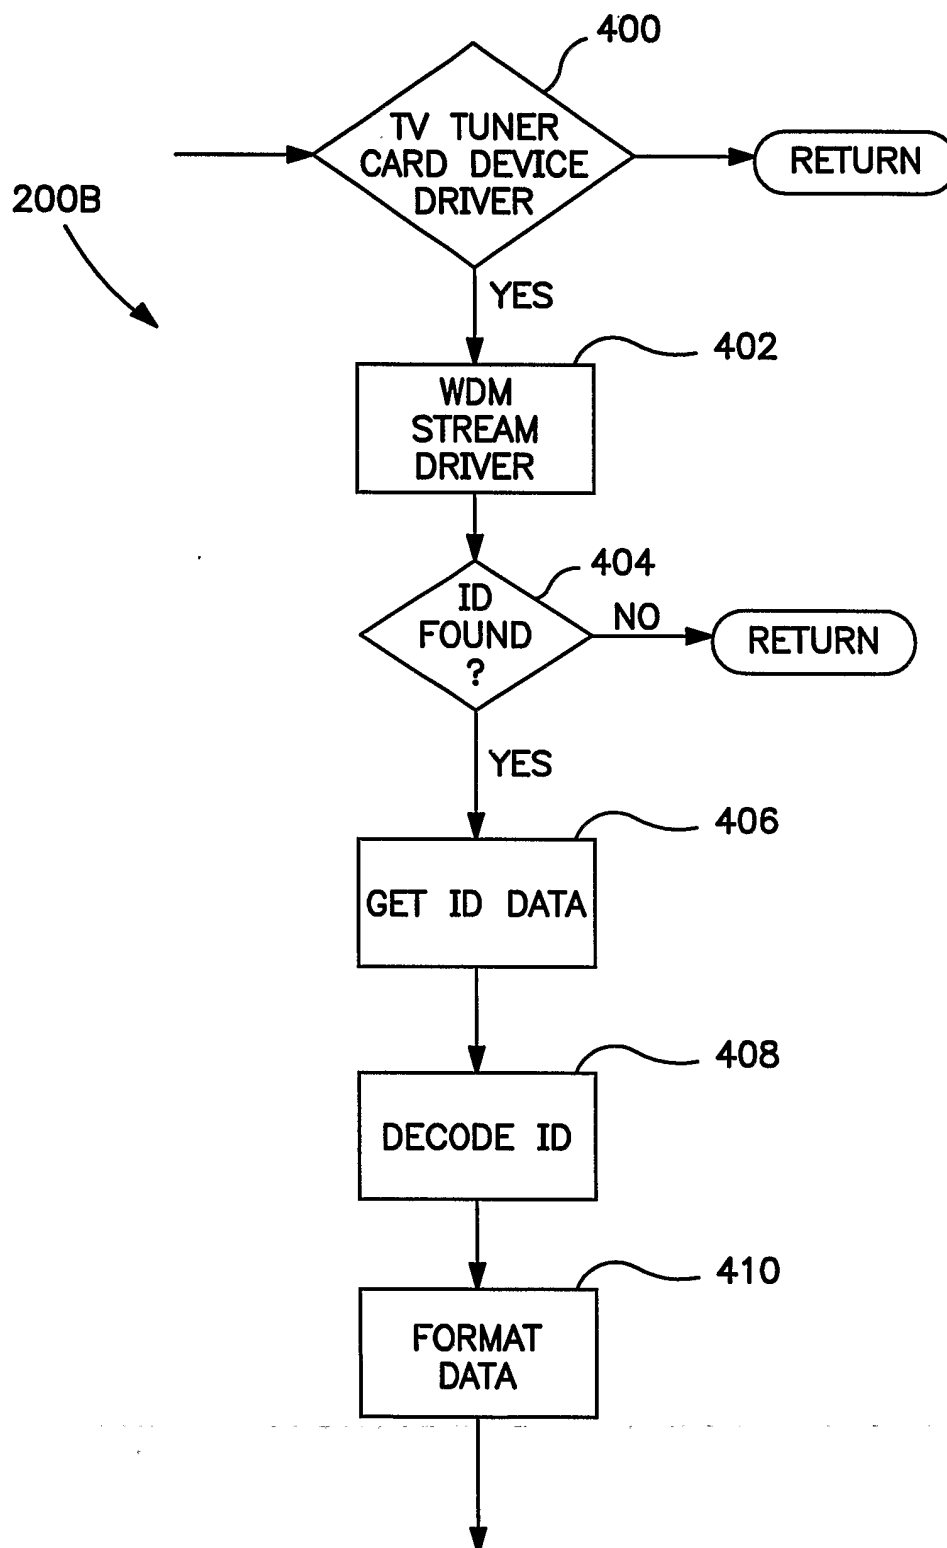 400
TV TUNER
CARD DEVICE
DRIVER
RETURN
200B
YES
402
WDM
STREAM
DRIVER
404
ID
FOUND
?
NO
RETURN
YES
406
GET ID DATA
408
DECODE ID
410
FORMAT
DATA